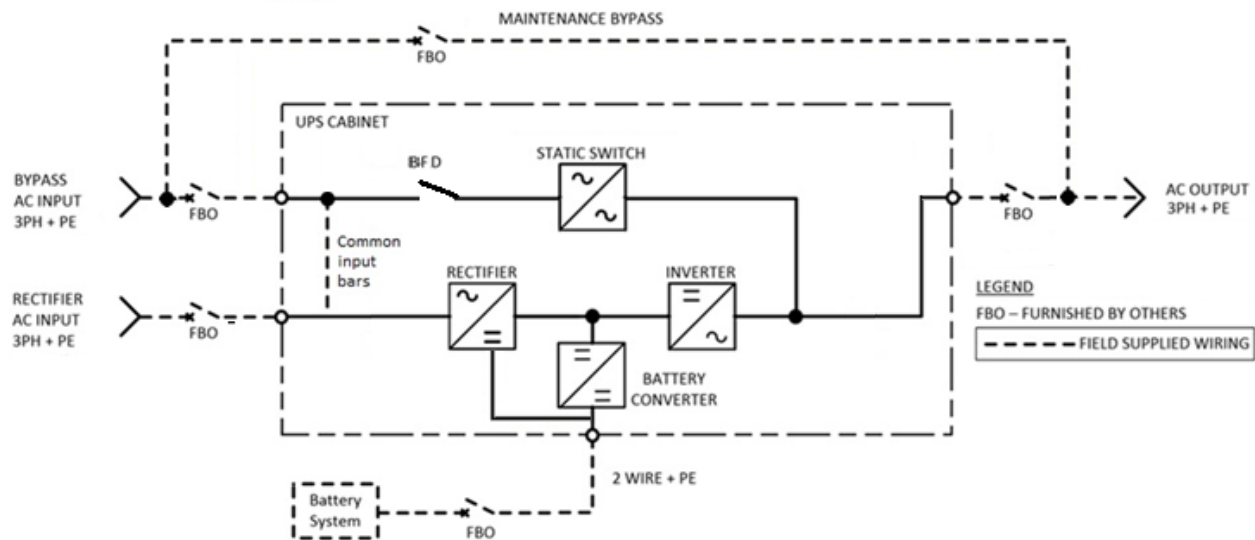 MAINTENANCE BYPASS
FBO
UPS CABINET
BFD
STATIC SWITCH
BYPASS
AC INPUT
3PH + PE
FBO
FBO
AC OUTPUT
3PH + PE
Common
input
bars
RECTIFIER
INVERTER
RECTIFIER
AC INPUT
3PH + PE
FBO
LEGEND
FBO – FURNISHED BY OTHERS
FIELD SUPPLIED WIRING
BATTERY
CONVERTER
2 WIRE + PE
Battery
System
FBO